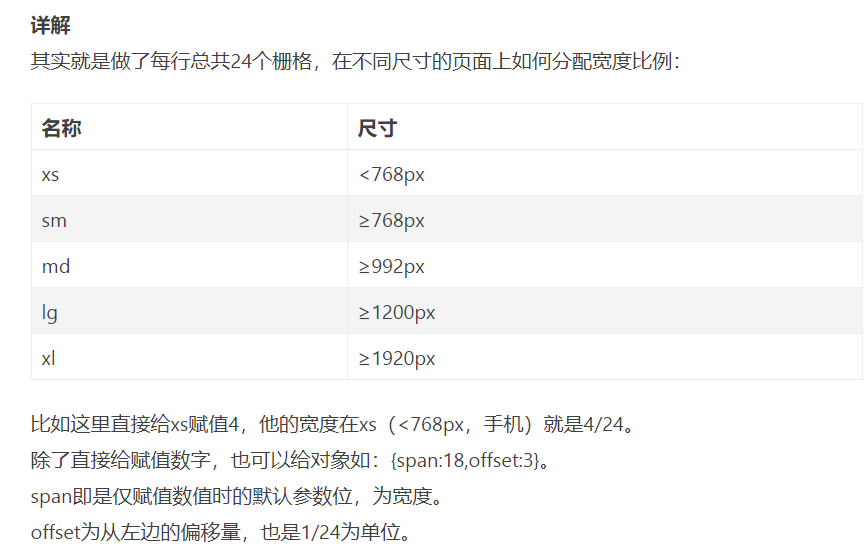 详解
其实就是做了每行总共24个栅格，在不同尺寸的页面上如何分配宽度比例：
名称 尺寸
xs <768px
sm ≥768px
md ≥992px
lg ≥1200px
xl ≥1920px
比如这里直接给xs赋值4，他的宽度在xs（<768px，手机）就是4/24。
除了直接给赋值数字，也可以给对象如：{span:18,offset:3}。
span即是仅赋值数值时的默认参数位，为宽度。
offset为从左边的偏移量，也是1/24为单位。